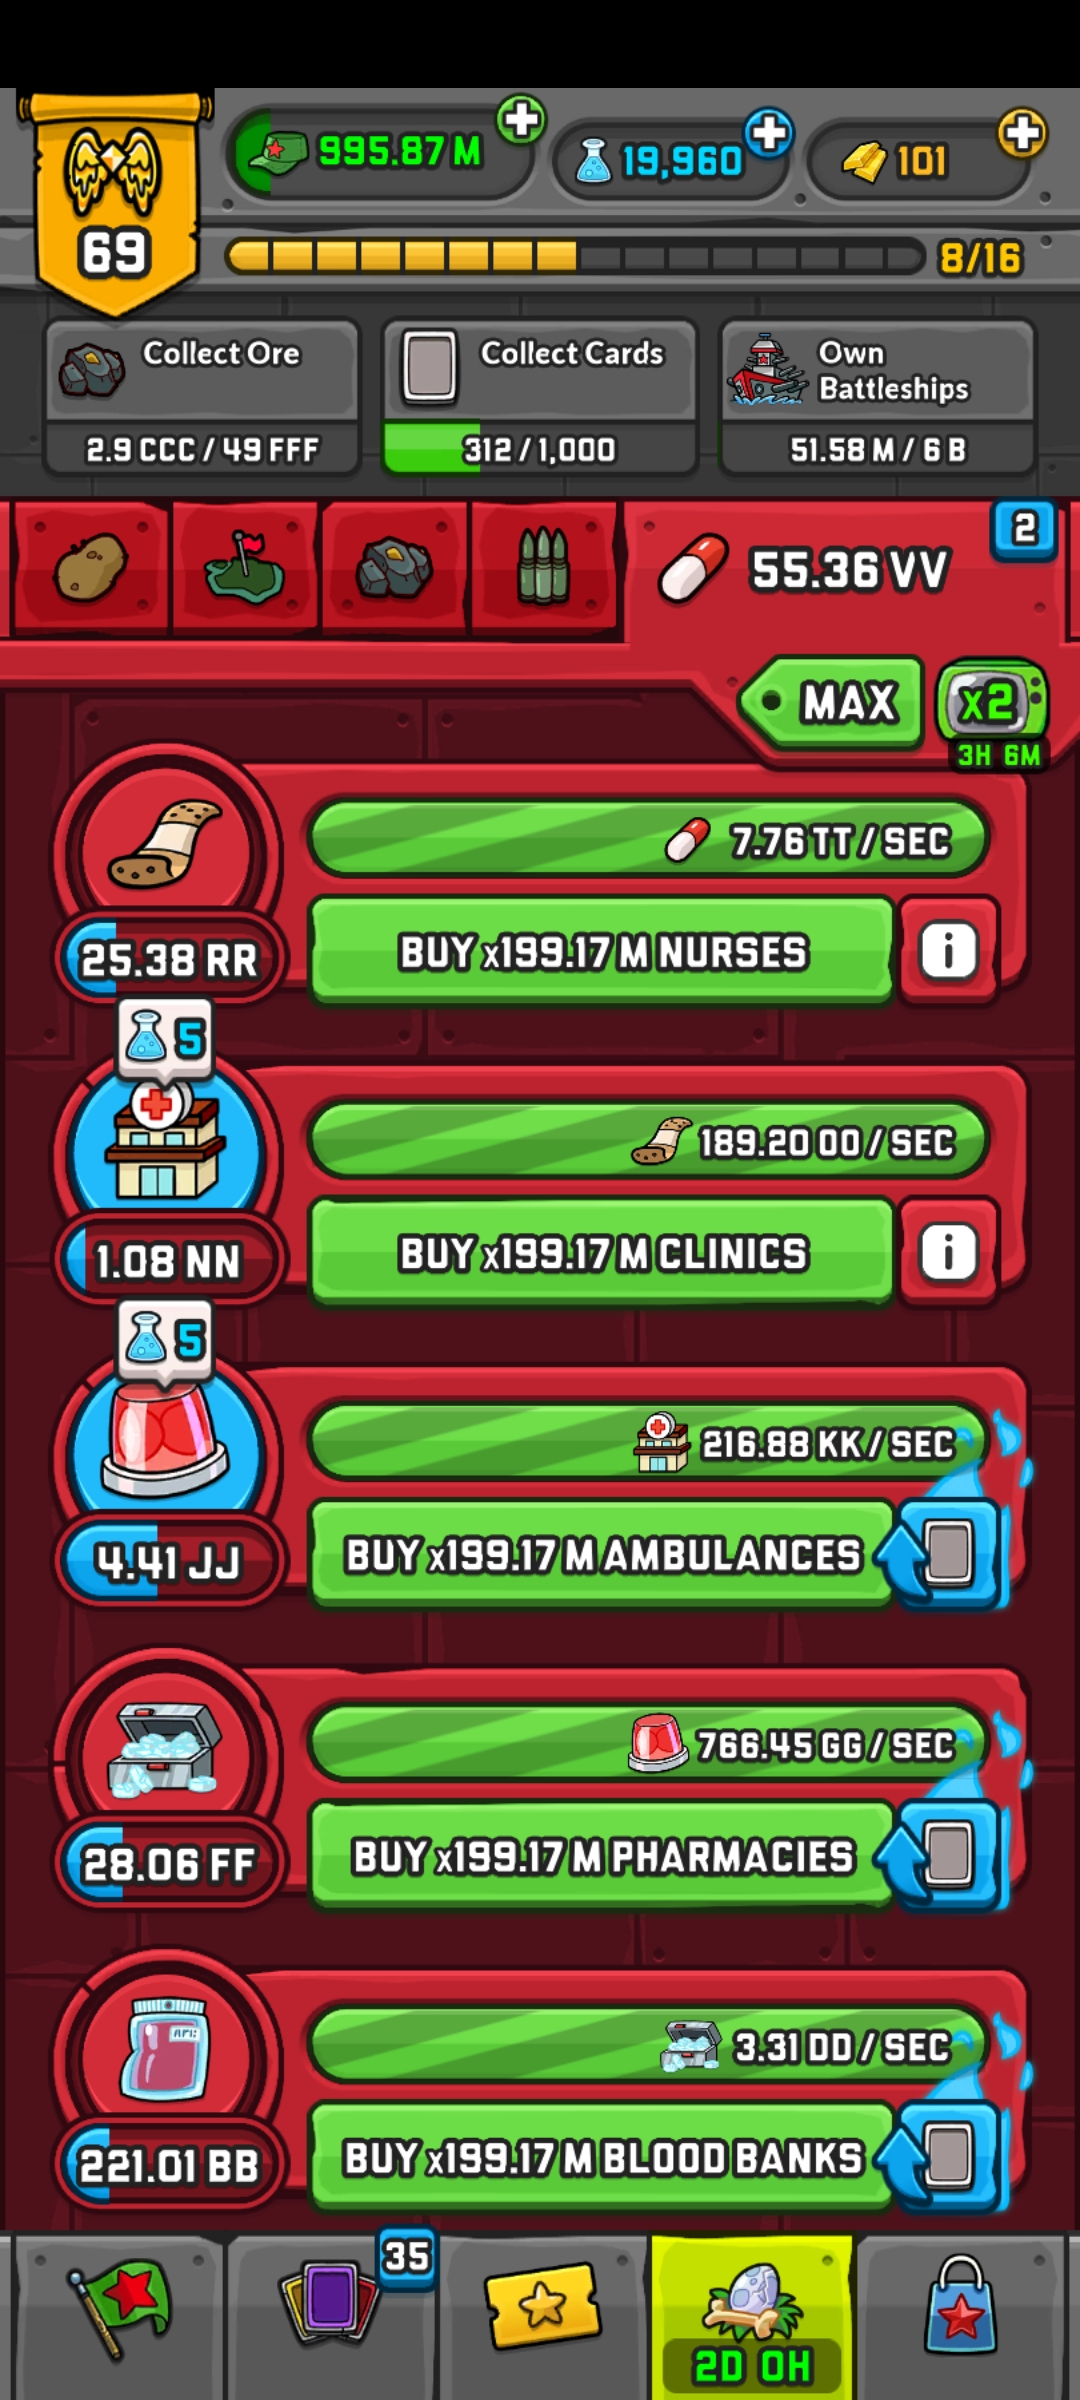 69
995.87 M
19,960
101
8/16
Collect Ore
2.9 CCC / 49 FFF
Collect Cards
312 / 1,000
Own
Battleships
51.58 M / 6 B
55.36 VV
2
MAX
x2
3H 6M
7.76 TT / SEC
25.38 RR
BUY x199.17 M NURSES
i
5
189.20 OO / SEC
1.08 NN
BUY x199.17 M CLINICS
i
5
216.88 KK / SEC
4.41 JJ
BUY x199.17 M AMBULANCES
766.45 GG / SEC
28.06 FF
BUY x199.17 M PHARMACIES
3.31 DD / SEC
221.01 BB
BUY x199.17 M BLOOD BANKS
35
2D 0H